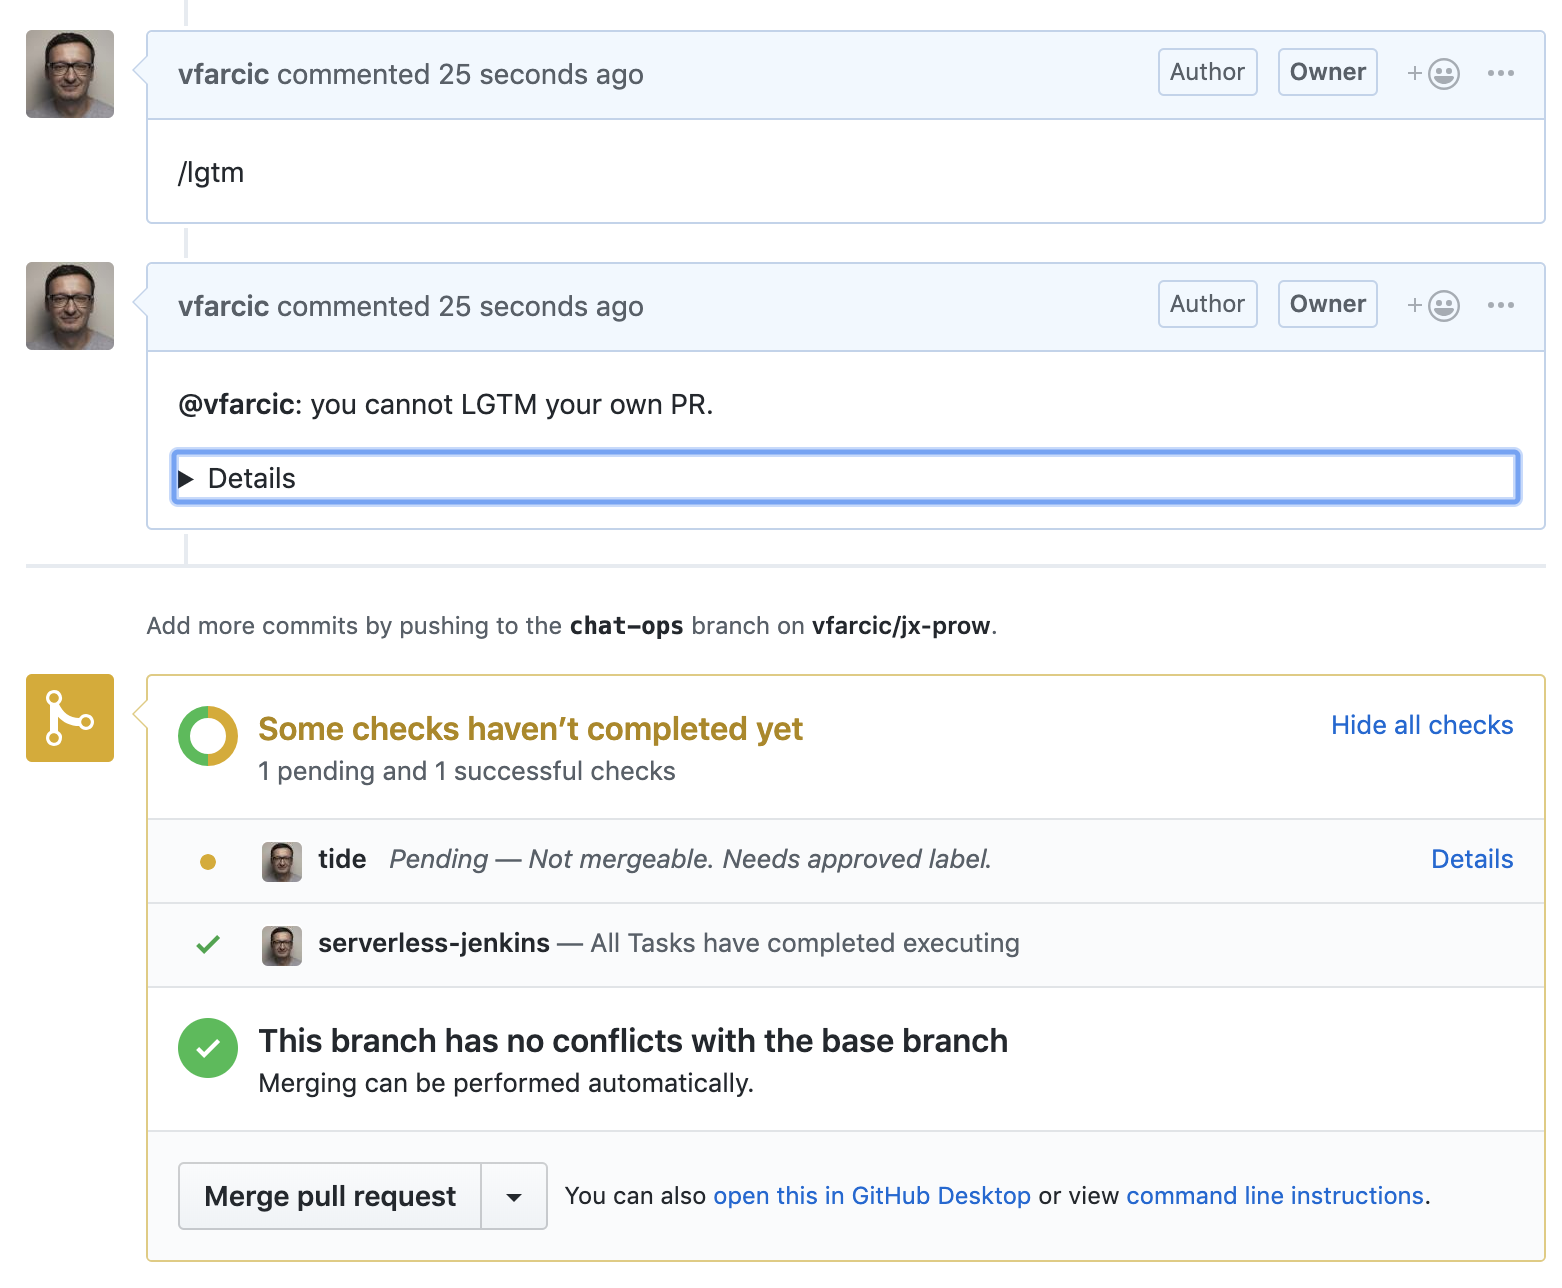 vfarcic commented 25 seconds ago Author Owner
/lgtm
vfarcic commented 25 seconds ago Author Owner
@vfarcic: you cannot LGTM your own PR.
Details
Add more commits by pushing to the chat-ops branch on vfarcic/jx-prow.
Some checks haven’t completed yet Hide all checks
1 pending and 1 successful checks
tide Pending — Not mergeable. Needs approved label. Details
serverless-jenkins — All Tasks have completed executing
This branch has no conflicts with the base branch
Merging can be performed automatically.
Merge pull request You can also open this in GitHub Desktop or view command line instructions.